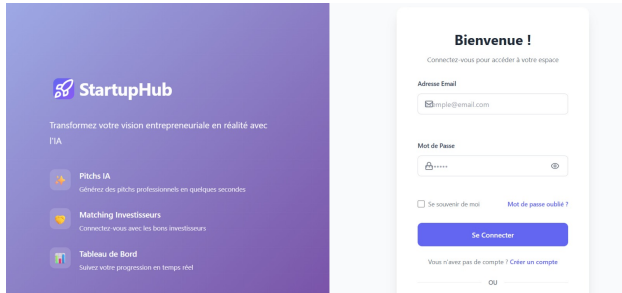 StartupHub
Transformez votre vision entrepreneuriale en réalité avec
l'IA
Pitchs IA
Générez des pitchs professionnels en quelques secondes
Matching Investisseurs
Connectez-vous avec les bons investisseurs
Tableau de Bord
Suivez votre progression en temps réel
Bienvenue !
Connectez-vous pour accéder à votre espace
Adresse Email
mple@email.com
Mot de Passe
Se souvenir de moi
Mot de passe oublié ?
Se Connecter
Vous n'avez pas de compte ? Créer un compte
OU